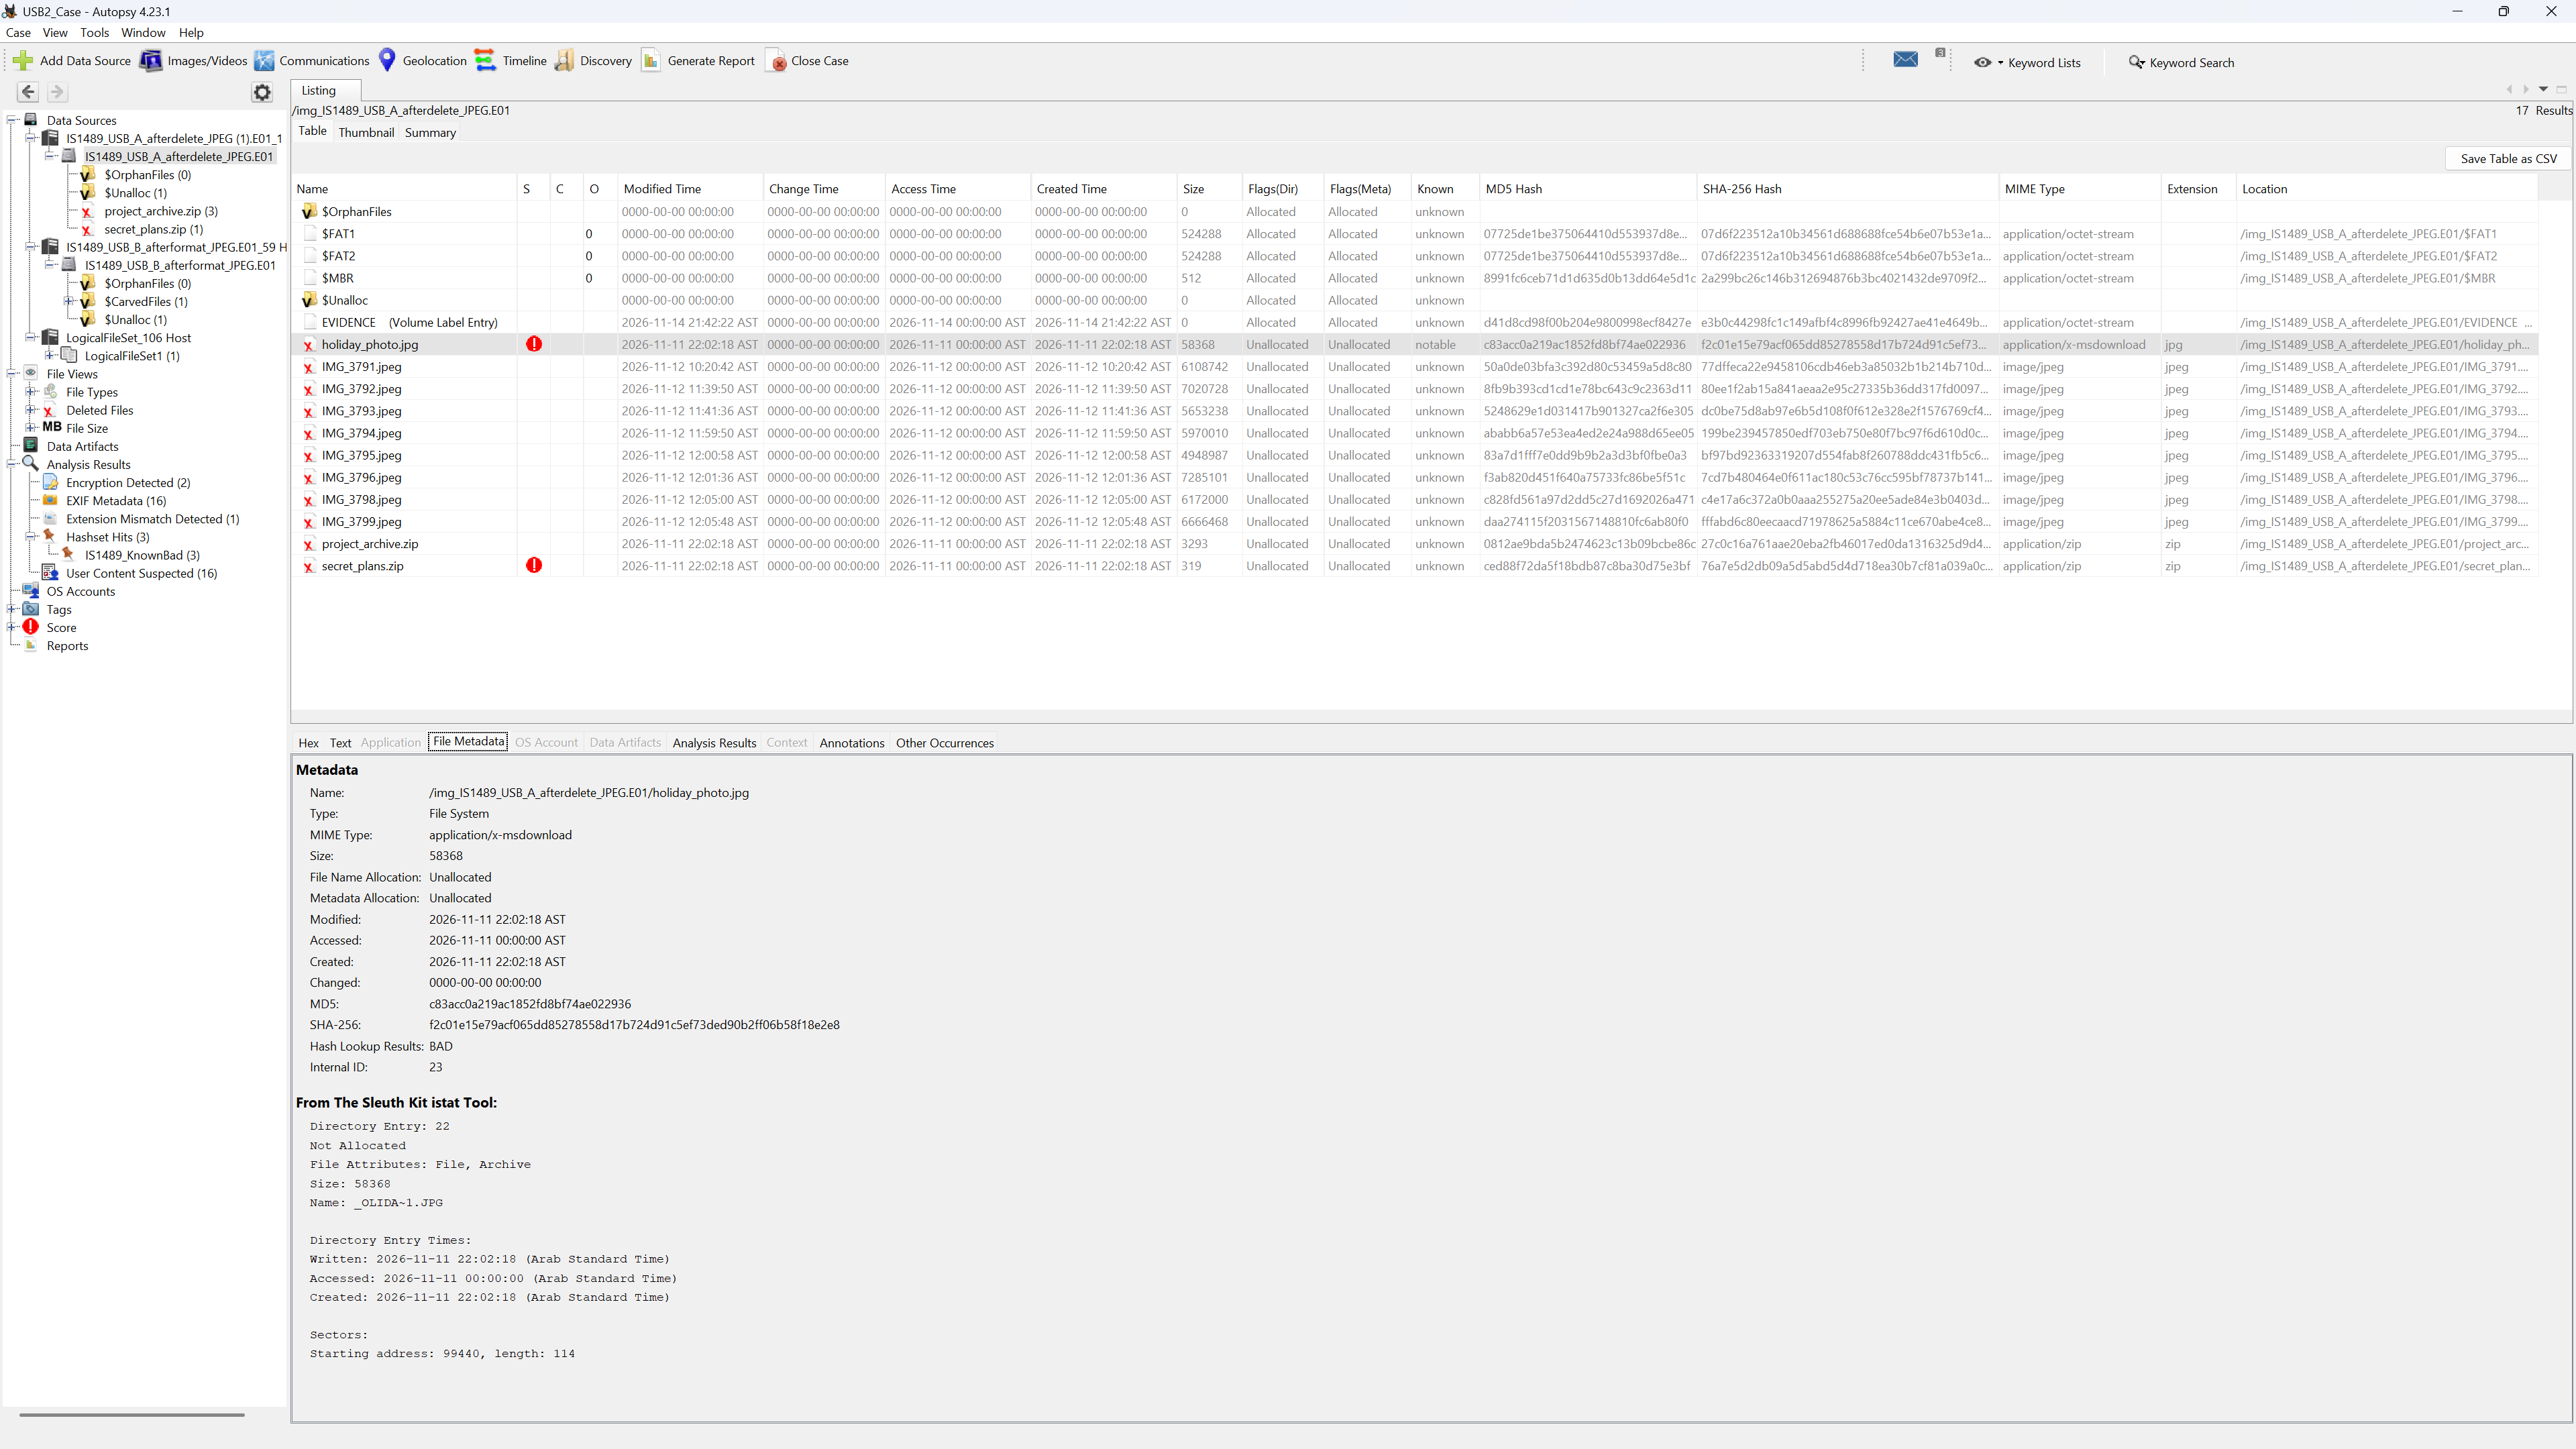 USB2_Case - Autopsy 4.23.1
Case View Tools Window Help
Add Data Source Images/Videos Communications Geolocation Timeline Discovery Generate Report Close Case 3 Keyword Lists Keyword Search
Data Sources
IS1489_USB_A_afterdelete_JPEG (1).E01_1
IS1489_USB_A_afterdelete_JPEG.E01
$OrphanFiles (0)
$Unalloc (1)
project_archive.zip (3)
secret_plans.zip (1)
IS1489_USB_B_afterformat_JPEG.E01_59 H
IS1489_USB_B_afterformat_JPEG.E01
$OrphanFiles (0)
$CarvedFiles (1)
$Unalloc (1)
LogicalFileSet_106 Host
LogicalFileSet1 (1)
File Views
File Types
Deleted Files
MB File Size
Data Artifacts
Analysis Results
Encryption Detected (2)
EXIF Metadata (16)
Extension Mismatch Detected (1)
Hashset Hits (3)
IS1489_KnownBad (3)
User Content Suspected (16)
OS Accounts
Tags
Score
Reports
Listing
/img_IS1489_USB_A_afterdelete_JPEG.E01 17 Results
Table Thumbnail Summary
Save Table as CSV
Name S C O Modified Time Change Time Access Time Created Time Size Flags(Dir) Flags(Meta) Known MD5 Hash SHA-256 Hash MIME Type Extension Location
$OrphanFiles 0000-00-00 00:00:00 0000-00-00 00:00:00 0000-00-00 00:00:00 0000-00-00 00:00:00 0 Allocated Allocated unknown
$FAT1 0 0000-00-00 00:00:00 0000-00-00 00:00:00 0000-00-00 00:00:00 0000-00-00 00:00:00 524288 Allocated Allocated unknown 07725de1be375064410d553937d8e... 07d6f223512a10b34561d688688fce54b6e07b53e1a... application/octet-stream /img_IS1489_USB_A_afterdelete_JPEG.E01/$FAT1
$FAT2 0 0000-00-00 00:00:00 0000-00-00 00:00:00 0000-00-00 00:00:00 0000-00-00 00:00:00 524288 Allocated Allocated unknown 07725de1be375064410d553937d8e... 07d6f223512a10b34561d688688fce54b6e07b53e1a... application/octet-stream /img_IS1489_USB_A_afterdelete_JPEG.E01/$FAT2
$MBR 0 0000-00-00 00:00:00 0000-00-00 00:00:00 0000-00-00 00:00:00 0000-00-00 00:00:00 512 Allocated Allocated unknown 8991fc6ceb71d1d635d0b13dd64e5d1c 2a299bc26c146b312694876b3bc4021432de9709f2... application/octet-stream /img_IS1489_USB_A_afterdelete_JPEG.E01/$MBR
$Unalloc 0000-00-00 00:00:00 0000-00-00 00:00:00 0000-00-00 00:00:00 0000-00-00 00:00:00 0 Allocated Allocated unknown
EVIDENCE (Volume Label Entry) 2026-11-14 21:42:22 AST 0000-00-00 00:00:00 2026-11-14 00:00:00 AST 2026-11-14 21:42:22 AST 0 Allocated Allocated unknown d41d8cd98f00b204e9800998ecf8427e e3b0c44298fc1c149afbf4c8996fb92427ae41e4649b... application/octet-stream /img_IS1489_USB_A_afterdelete_JPEG.E01/EVIDENCE ...
holiday_photo.jpg 2026-11-11 22:02:18 AST 0000-00-00 00:00:00 2026-11-11 00:00:00 AST 2026-11-11 22:02:18 AST 58368 Unallocated Unallocated notable c83acc0a219ac1852fd8bf74ae022936 f2c01e15e79acf065dd85278558d17b724d91c5ef73... application/x-msdownload jpg /img_IS1489_USB_A_afterdelete_JPEG.E01/holiday_ph...
IMG_3791.jpeg 2026-11-12 10:20:42 AST 0000-00-00 00:00:00 2026-11-12 00:00:00 AST 2026-11-12 10:20:42 AST 6108742 Unallocated Unallocated unknown 50a0de03bfa3c392d80c53459a5d8c80 77dffeca22e9458106cdb46eb3a85032b1b214b710d... image/jpeg jpeg /img_IS1489_USB_A_afterdelete_JPEG.E01/IMG_3791....
IMG_3792.jpeg 2026-11-12 11:39:50 AST 0000-00-00 00:00:00 2026-11-12 00:00:00 AST 2026-11-12 11:39:50 AST 7020728 Unallocated Unallocated unknown 8fb9b393cd1cd1e78bc643c9c2363d11 80ee1f2ab15a841aeaa2e95c27335b36dd317fd0097... image/jpeg jpeg /img_IS1489_USB_A_afterdelete_JPEG.E01/IMG_3792....
IMG_3793.jpeg 2026-11-12 11:41:36 AST 0000-00-00 00:00:00 2026-11-12 00:00:00 AST 2026-11-12 11:41:36 AST 5653238 Unallocated Unallocated unknown 5248629e1d031417b901327ca2f6e305 dc0be75d8ab97e6b5d108f0f612e328e2f1576769cf4... image/jpeg jpeg /img_IS1489_USB_A_afterdelete_JPEG.E01/IMG_3793....
IMG_3794.jpeg 2026-11-12 11:59:50 AST 0000-00-00 00:00:00 2026-11-12 00:00:00 AST 2026-11-12 11:59:50 AST 5970010 Unallocated Unallocated unknown ababb6a57e53ea4ed2e24a988d65ee05 199be239457850edf703eb750e80f7bc97f6d610d0c... image/jpeg jpeg /img_IS1489_USB_A_afterdelete_JPEG.E01/IMG_3794....
IMG_3795.jpeg 2026-11-12 12:00:58 AST 0000-00-00 00:00:00 2026-11-12 00:00:00 AST 2026-11-12 12:00:58 AST 4948987 Unallocated Unallocated unknown 83a7d1fff7e0dd9b9b2a3d3bf0fbe0a3 bf97bd92363319207d554fab8f260788ddc431fb5c6... image/jpeg jpeg /img_IS1489_USB_A_afterdelete_JPEG.E01/IMG_3795....
IMG_3796.jpeg 2026-11-12 12:01:36 AST 0000-00-00 00:00:00 2026-11-12 00:00:00 AST 2026-11-12 12:01:36 AST 7285101 Unallocated Unallocated unknown f3ab820d451f640a75733fc86be5f51c 7cd7b480464e0f611ac180c53c76cc595bf78737b141... image/jpeg jpeg /img_IS1489_USB_A_afterdelete_JPEG.E01/IMG_3796....
IMG_3798.jpeg 2026-11-12 12:05:00 AST 0000-00-00 00:00:00 2026-11-12 00:00:00 AST 2026-11-12 12:05:00 AST 6172000 Unallocated Unallocated unknown c828fd561a97d2dd5c27d1692026a471 c4e17a6c372a0b0aaa255275a20ee5ade84e3b0403d... image/jpeg jpeg /img_IS1489_USB_A_afterdelete_JPEG.E01/IMG_3798....
IMG_3799.jpeg 2026-11-12 12:05:48 AST 0000-00-00 00:00:00 2026-11-12 00:00:00 AST 2026-11-12 12:05:48 AST 6666468 Unallocated Unallocated unknown daa274115f2031567148810fc6ab80f0 fffabd6c80eecaacd71978625a5884c11ce670abe4ce8... image/jpeg jpeg /img_IS1489_USB_A_afterdelete_JPEG.E01/IMG_3799....
project_archive.zip 2026-11-11 22:02:18 AST 0000-00-00 00:00:00 2026-11-11 00:00:00 AST 2026-11-11 22:02:18 AST 3293 Unallocated Unallocated unknown 0812ae9bda5b2474623c13b09bcbe86c 27c0c16a761aae20eba2fb46017ed0da1316325d9d4... application/zip zip /img_IS1489_USB_A_afterdelete_JPEG.E01/project_arc...
secret_plans.zip 2026-11-11 22:02:18 AST 0000-00-00 00:00:00 2026-11-11 00:00:00 AST 2026-11-11 22:02:18 AST 319 Unallocated Unallocated unknown ced88f72da5f18bdb87c8ba30d75e3bf 76a7e5d2db09a5d5abd5d4d718ea30b7cf81a039a0c... application/zip zip /img_IS1489_USB_A_afterdelete_JPEG.E01/secret_plan...
Hex Text Application File Metadata OS Account Data Artifacts Analysis Results Context Annotations Other Occurrences
Metadata
Name: /img_IS1489_USB_A_afterdelete_JPEG.E01/holiday_photo.jpg
Type: File System
MIME Type: application/x-msdownload
Size: 58368
File Name Allocation: Unallocated
Metadata Allocation: Unallocated
Modified: 2026-11-11 22:02:18 AST
Accessed: 2026-11-11 00:00:00 AST
Created: 2026-11-11 22:02:18 AST
Changed: 0000-00-00 00:00:00
MD5: c83acc0a219ac1852fd8bf74ae022936
SHA-256: f2c01e15e79acf065dd85278558d17b724d91c5ef73ded90b2ff06b58f18e2e8
Hash Lookup Results: BAD
Internal ID: 23
From The Sleuth Kit istat Tool:
Directory Entry: 22
Not Allocated
File Attributes: File, Archive
Size: 58368
Name: _OLIDA~1.JPG
Directory Entry Times:
Written: 2026-11-11 22:02:18 (Arab Standard Time)
Accessed: 2026-11-11 00:00:00 (Arab Standard Time)
Created: 2026-11-11 22:02:18 (Arab Standard Time)
Sectors:
Starting address: 99440, length: 114